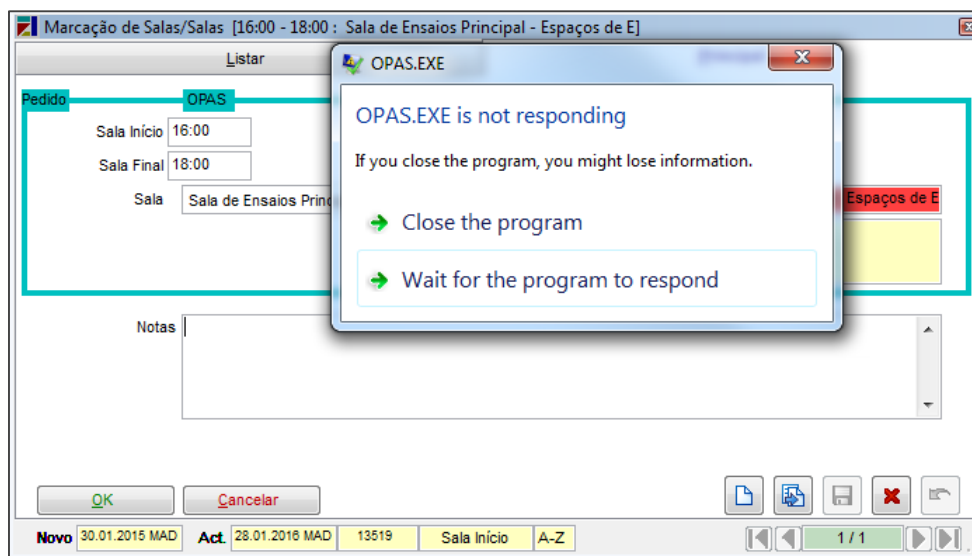 Marcação de Salas/Salas [16:00 - 18:00 : Sala de Ensaios Principal - Espaços de E]
Listar
OPAS.EXE
OPAS.EXE is not responding
If you close the program, you might lose information.
Close the program
Wait for the program to respond
Pedido OPAS
Sala Início 16:00
Sala Final 18:00
Sala Sala de Ensaios Princ Espaços de E
Notas
OK Cancelar
Novo 30.01.2015 MAD Act. 28.01.2016 MAD 13519 Sala Início A-Z 1 / 1